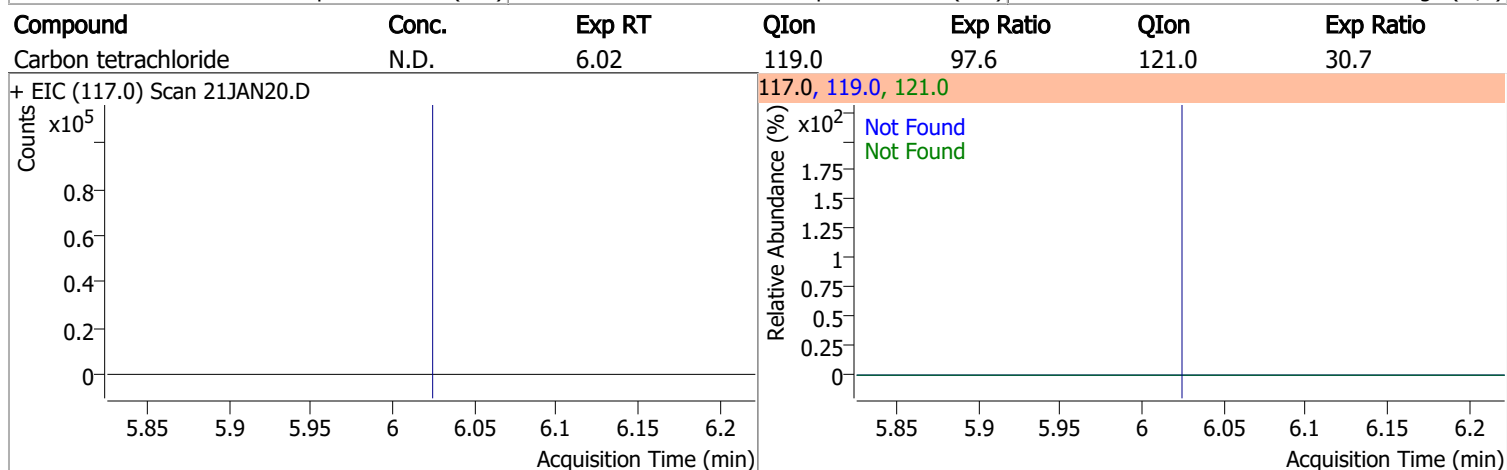 Compound Conc. Exp RT QIon Exp Ratio QIon Exp Ratio
Carbon tetrachloride N.D. 6.02 119.0 97.6 121.0 30.7
+ EIC (117.0) Scan 21JAN20.D
Counts
x10⁵
0.8
0.6
0.4
0.2
0
5.85 5.9 5.95 6 6.05 6.1 6.15 6.2
Acquisition Time (min)
117.0, 119.0, 121.0
Relative Abundance (%)
x10²
Not Found
Not Found
1.75
1.5
1.25
1
0.75
0.5
0.25
0
5.85 5.9 5.95 6 6.05 6.1 6.15 6.2
Acquisition Time (min)